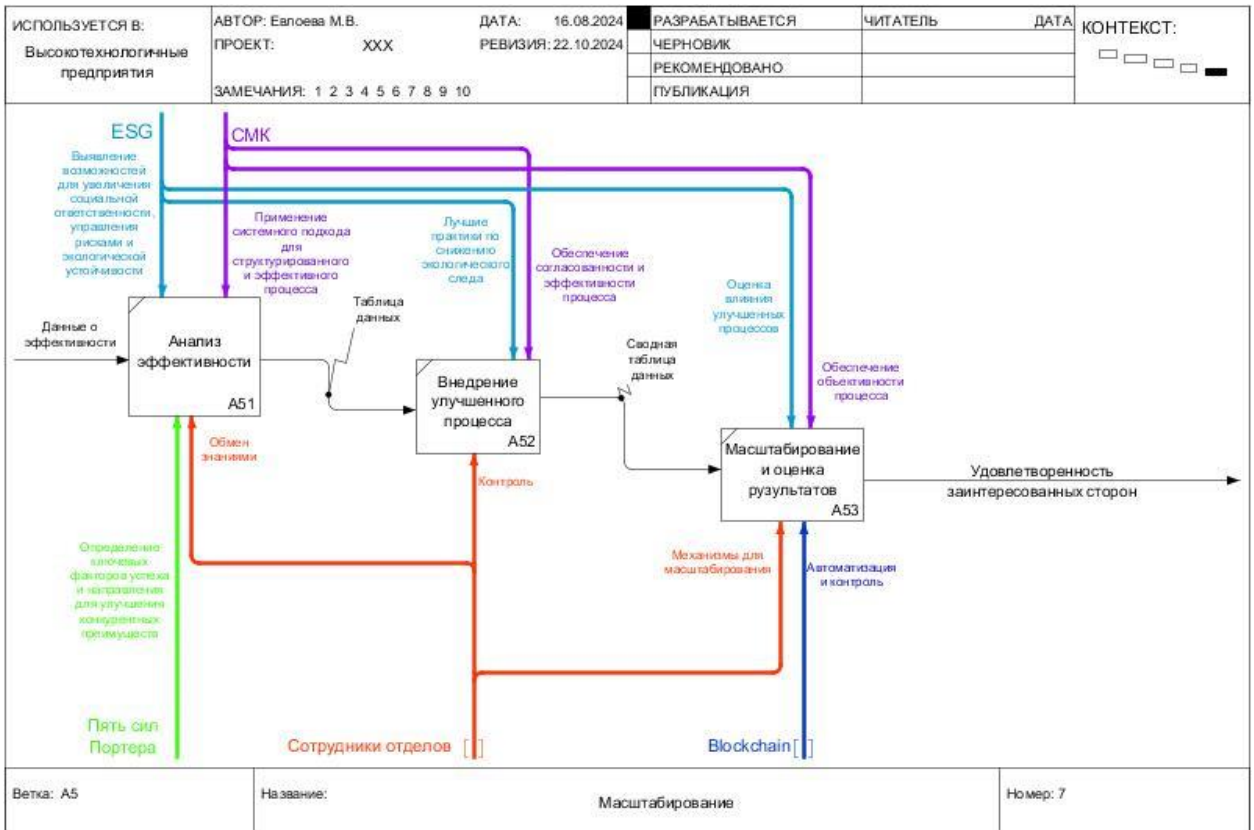 ИСПОЛЬЗУЕТСЯ В:
Высокотехнологичные
предприятия
АВТОР: Евлоева М.В.
ДАТА: 16.08.2024
ПРОЕКТ: XXX
РЕВИЗИЯ: 22.10.2024
ЗАМЕЧАНИЯ: 1 2 3 4 5 6 7 8 9 10
РАЗРАБАТЫВАЕТСЯ
ЧЕРНОВИК
РЕКОМЕНДОВАНО
ПУБЛИКАЦИЯ
ЧИТАТЕЛЬ
ДАТА
КОНТЕКСТ:
ESG
СМК
Выявление
возможностей
для увеличения
социальной
ответственности,
управления
рисками и
экологической
устойчивости
Применение
системного подхода
для
структурированного
и эффективного
процесса
Лучшие
практики по
снижению
экологического
следа
Обеспечение
согласованности и
эффективности
процесса
Оценка
влияния
улучшенных
процессов
Обеспечение
объективности
процесса
Данные о
эффективности
Анализ
эффективности
A51
Таблица
данных
Внедрение
улучшенного
процесса
A52
Сводная
таблица
данных
Масштабирование
и оценка
рузультатов
A53
Удовлетворенность
заинтересованных сторон
Обмен
знаниями
Контроль
Определение
ключевых
факторов успеха
и направления
для улучшения
конкурентных
преимуществ
Механизмы для
масштабирования
Автоматизация
и контроль
Пять сил
Портера
Сотрудники отделов
Blockchain
Ветка: A5
Название:
Масштабирование
Номер: 7